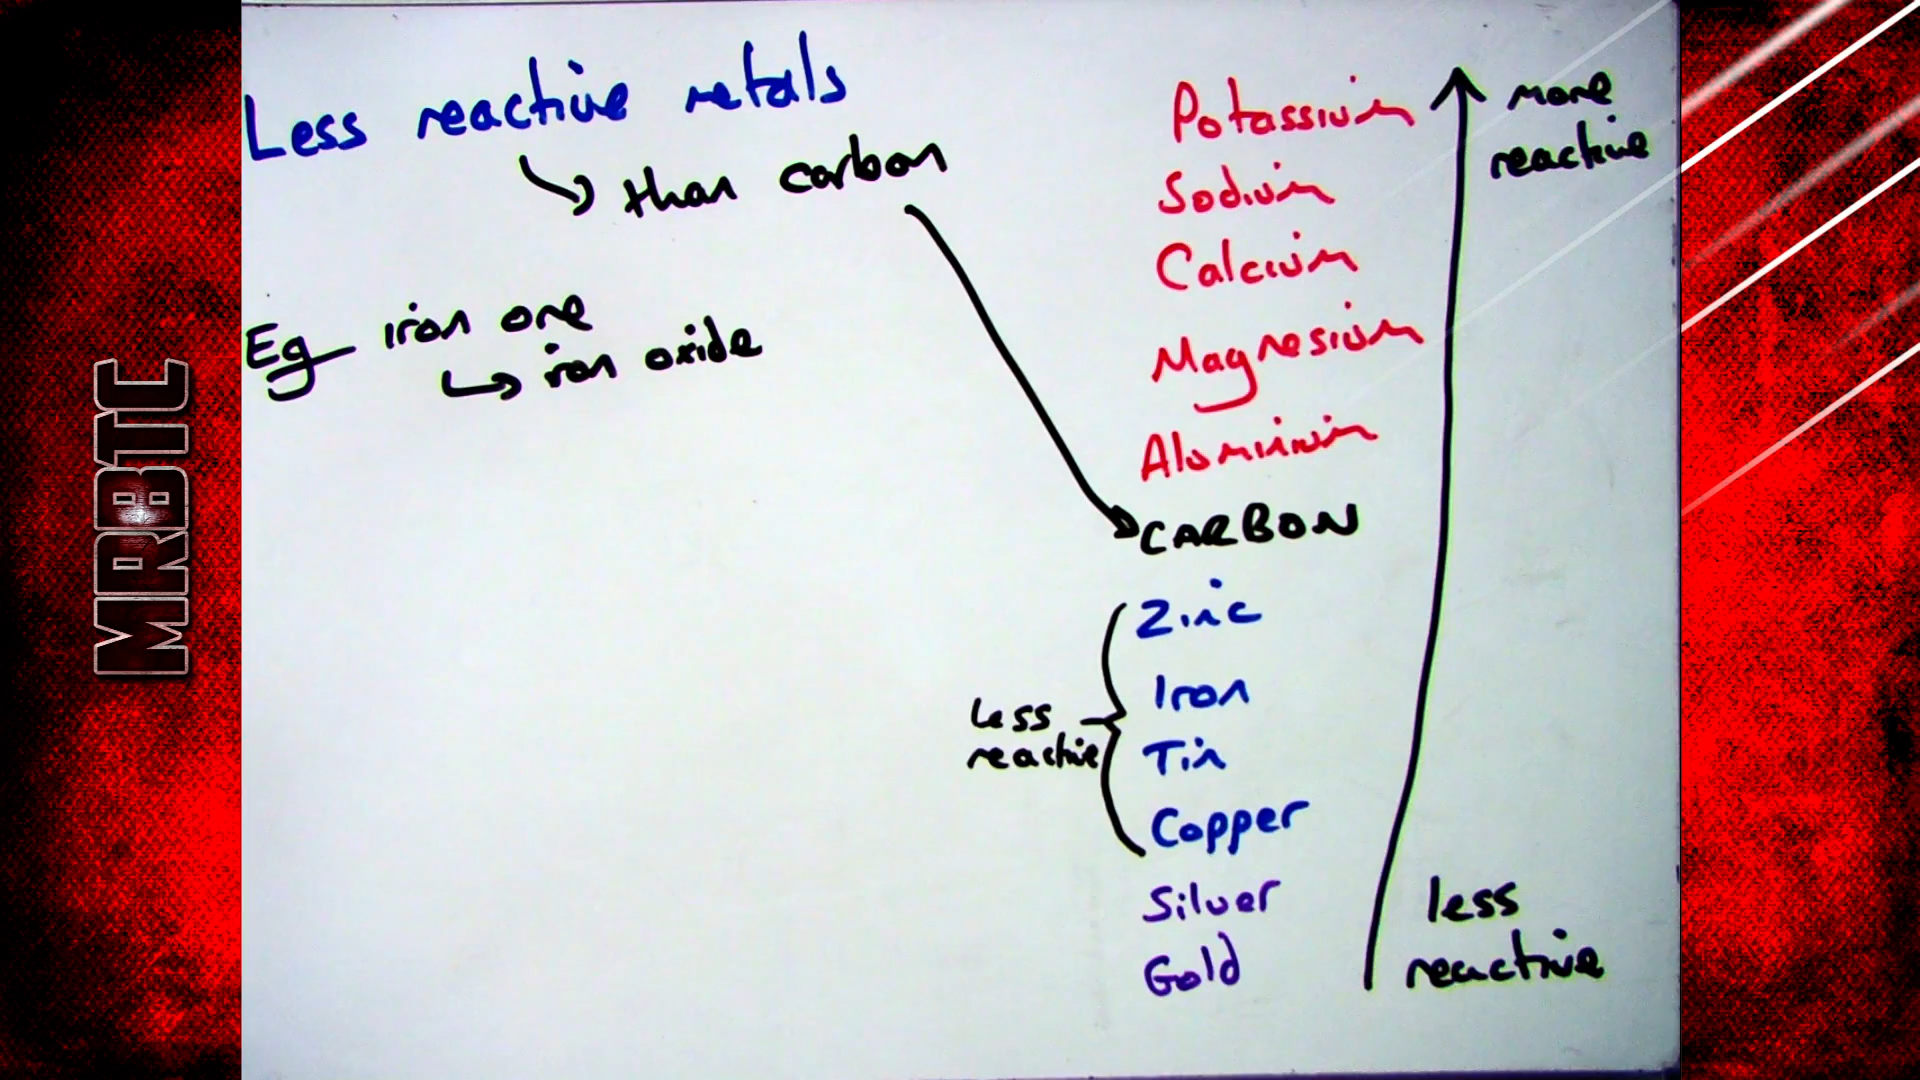 Less reactive metals
than carbon
Eg iron ore
iron oxide
Potassium
Sodium
Calcium
Magnesium
Aluminium
CARBON
Zinc
Iron
Tin
Copper
Silver
Gold
less
reactive
more
reactive
less
reactive
MRBTC